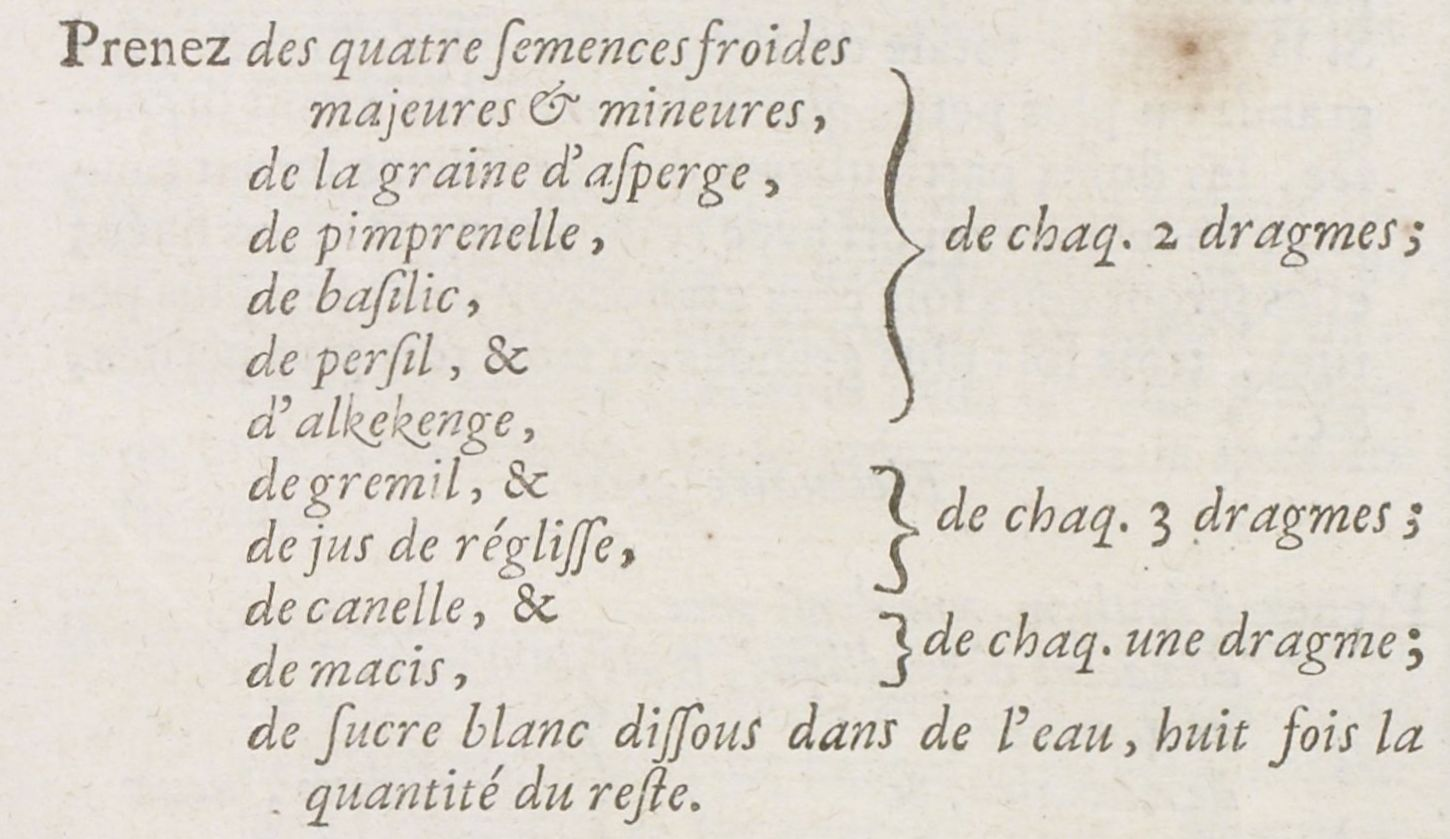 Prenez des quatre ſemences froides
majeures & mineures,
de la graine d'aſperge,
de pimprenelle,
de baſilic,
de perſil, &
d'alkekenge,
de chaq. 2 dragmes;
de gremil, &
de jus de régliſſe,
de chaq. 3 dragmes;
de canelle, &
de macis,
de chaq. une dragme;
de ſucre blanc diſſous dans de l'eau, huit fois la
quantité du reſte.